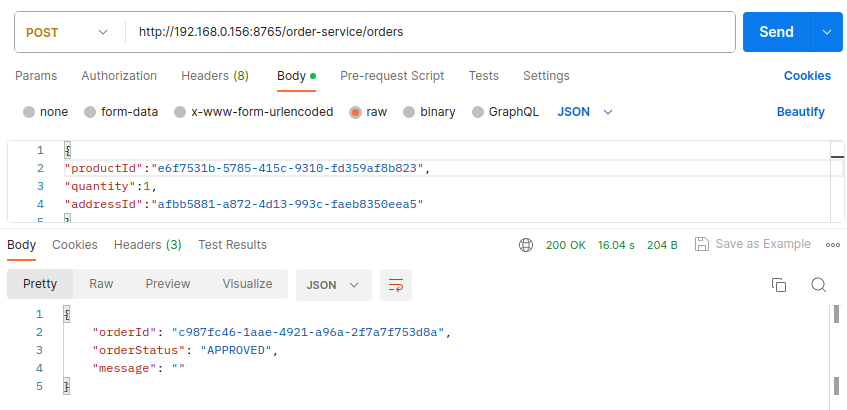 POST http://192.168.0.156:8765/order-service/orders Send
Params Authorization Headers (8) Body Pre-request Script Tests Settings Cookies
none form-data x-www-form-urlencoded raw binary GraphQL JSON Beautify
1 {
2 "productId":"e6f7531b-5785-415c-9310-fd359af8b823",
3 "quantity":1,
4 "addressId":"afbb5881-a872-4d13-993c-faeb8350eea5"
5 }
Body Cookies Headers (3) Test Results 200 OK 16.04 s 204 B Save as Example
Pretty Raw Preview Visualize JSON
1 {
2 "orderId": "c987fc46-1aae-4921-a96a-2f7a7f753d8a",
3 "orderStatus": "APPROVED",
4 "message": ""
5 }